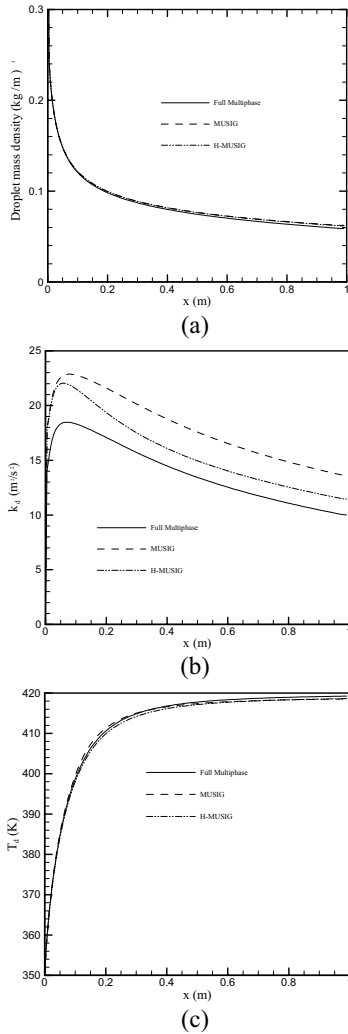 0.3
0.2
0.1
0
Droplet mass density (kg /m )
Full Multiphase
MUSIG
H-MUSIG
0 0.2 0.4 0.6 0.8 1
x (m)
(a)
25
20
15
10
5
0
k d (m²/s²)
Full Multiphase
MUSIG
H-MUSIG
0 0.2 0.4 0.6 0.8 1
x (m)
(b)
420
410
400
390
380
370
360
350
T d (K)
Full Multiphase
MUSIG
H-MUSIG
0 0.2 0.4 0.6 0.8 1
x (m)
(c)